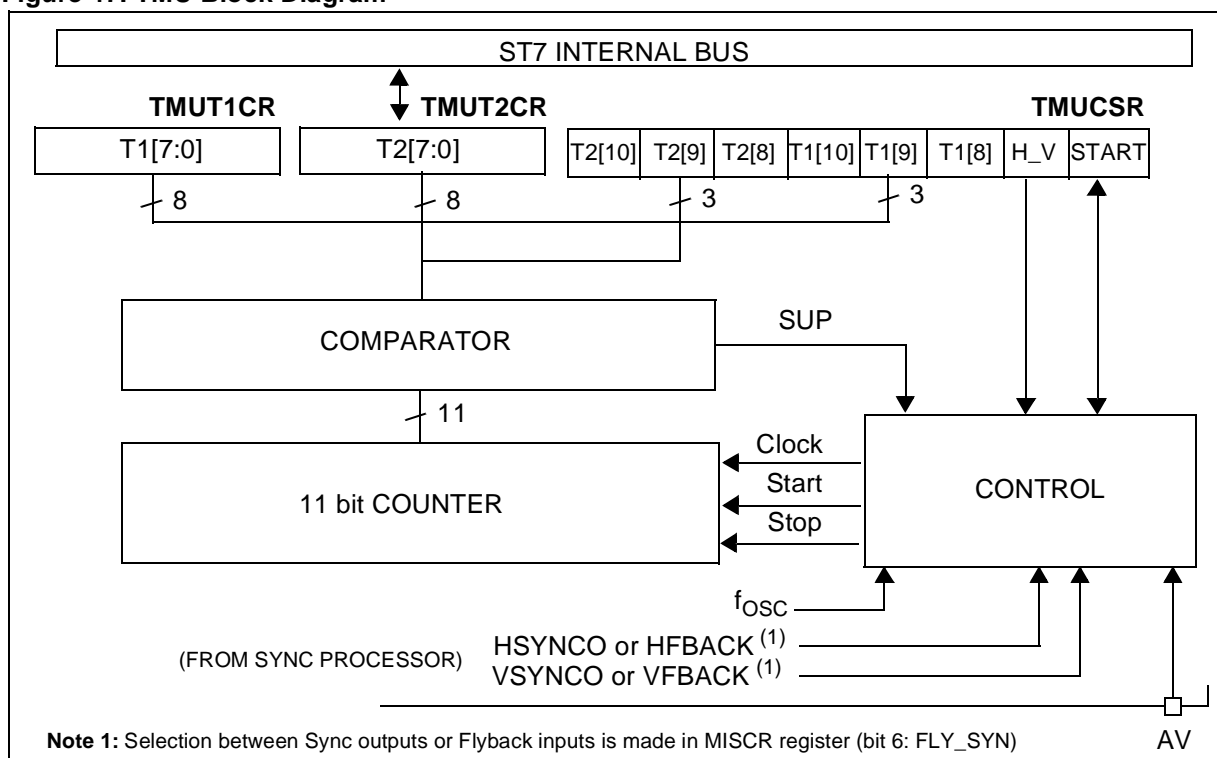 ST7 INTERNAL BUS
TMUT1CR TMUT2CR TMUCSR
T1[7:0] T2[7:0] T2[10] T2[9] T2[8] T1[10] T1[9] T1[8] H_V START
8 8 3 3
COMPARATOR
SUP
11
11 bit COUNTER
Clock
Start
Stop
CONTROL
fOSC
(FROM SYNC PROCESSOR)
HSYNCO or HFBACK (1)
VSYNCO or VFBACK (1)
Note 1: Selection between Sync outputs or Flyback inputs is made in MISCR register (bit 6: FLY_SYN)
AV